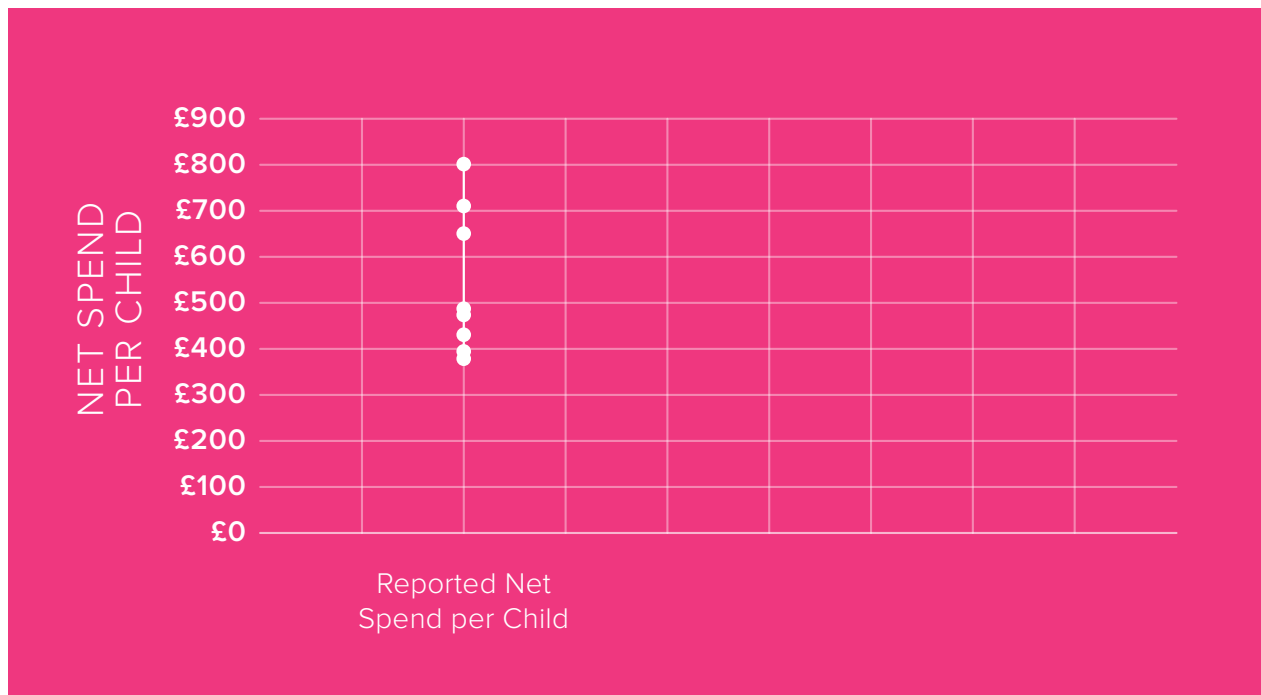 NET SPEND
PER CHILD
£900
£800
£700
£600
£500
£400
£300
£200
£100
£0
Reported Net
Spend per Child